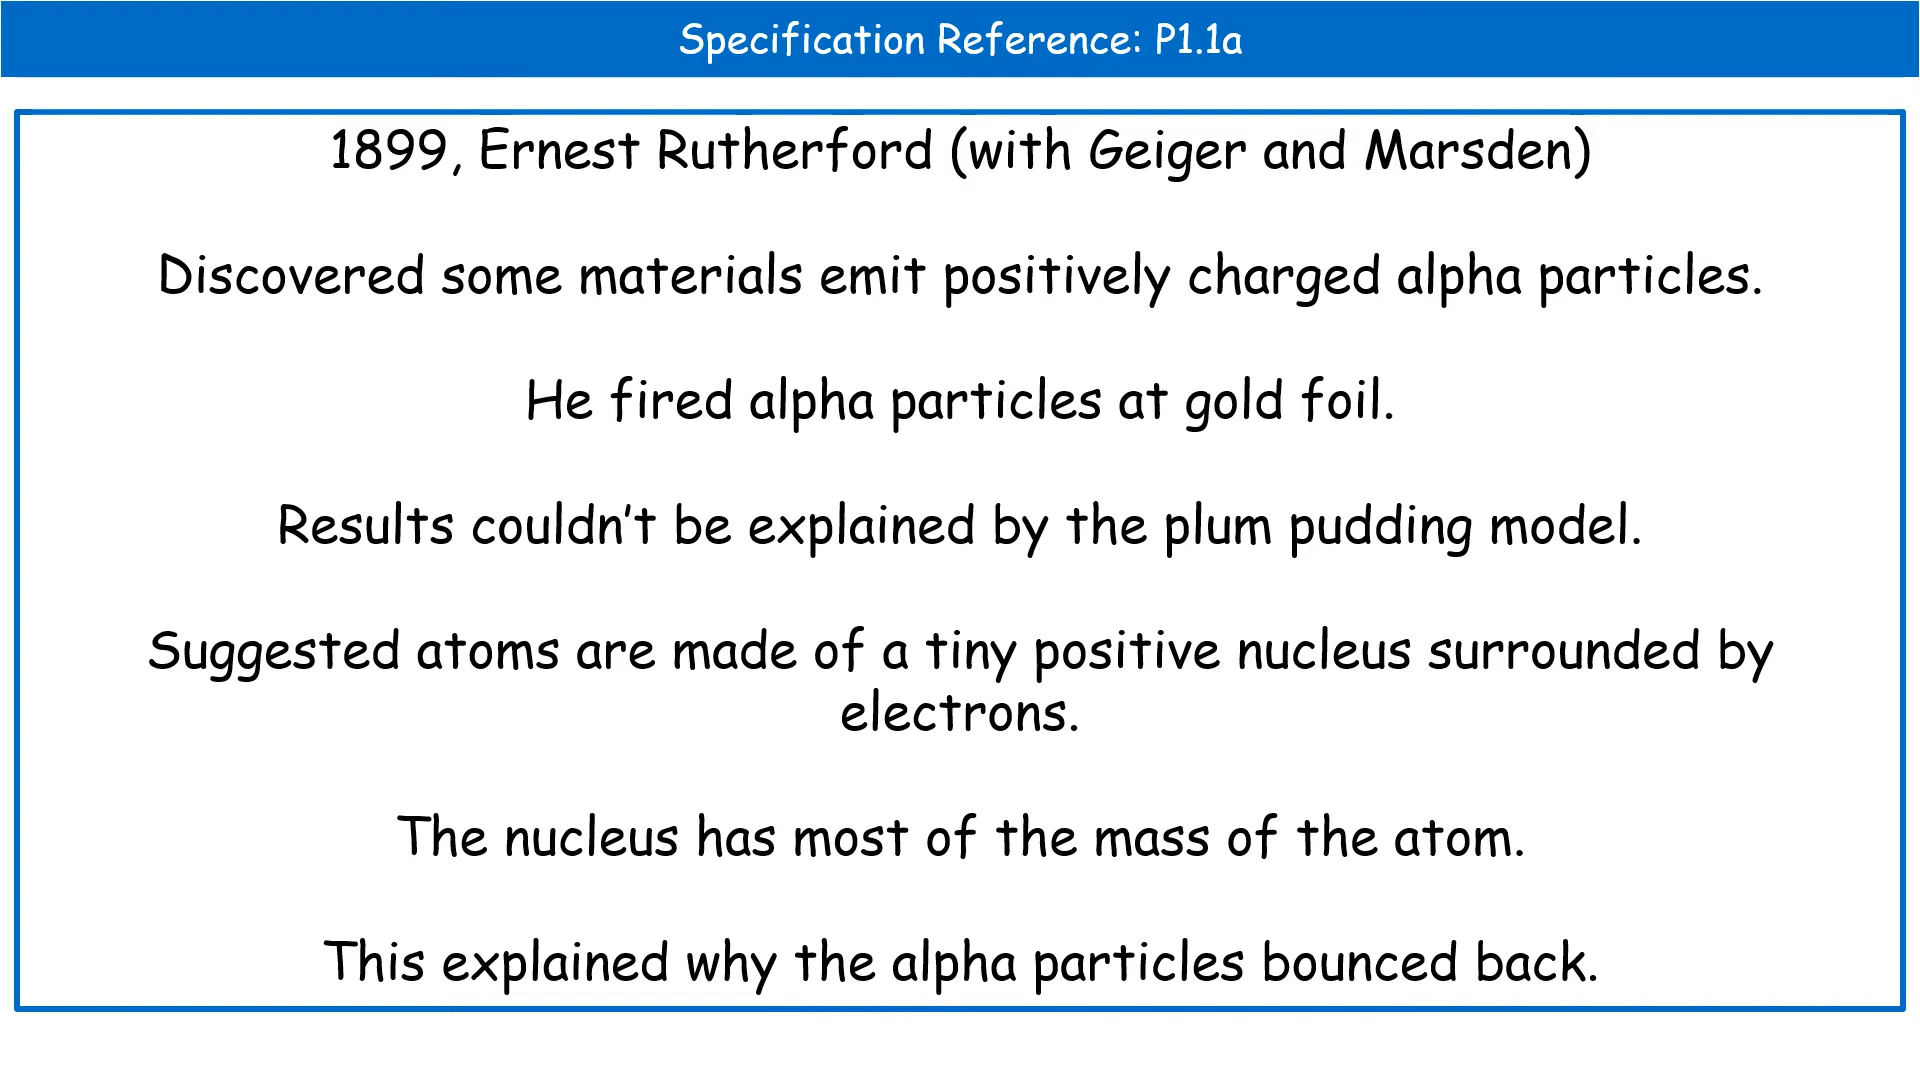 Specification Reference: P1.1a
1899, Ernest Rutherford (with Geiger and Marsden)
Discovered some materials emit positively charged alpha particles.
He fired alpha particles at gold foil.
Results couldn’t be explained by the plum pudding model.
Suggested atoms are made of a tiny positive nucleus surrounded by
electrons.
The nucleus has most of the mass of the atom.
This explained why the alpha particles bounced back.